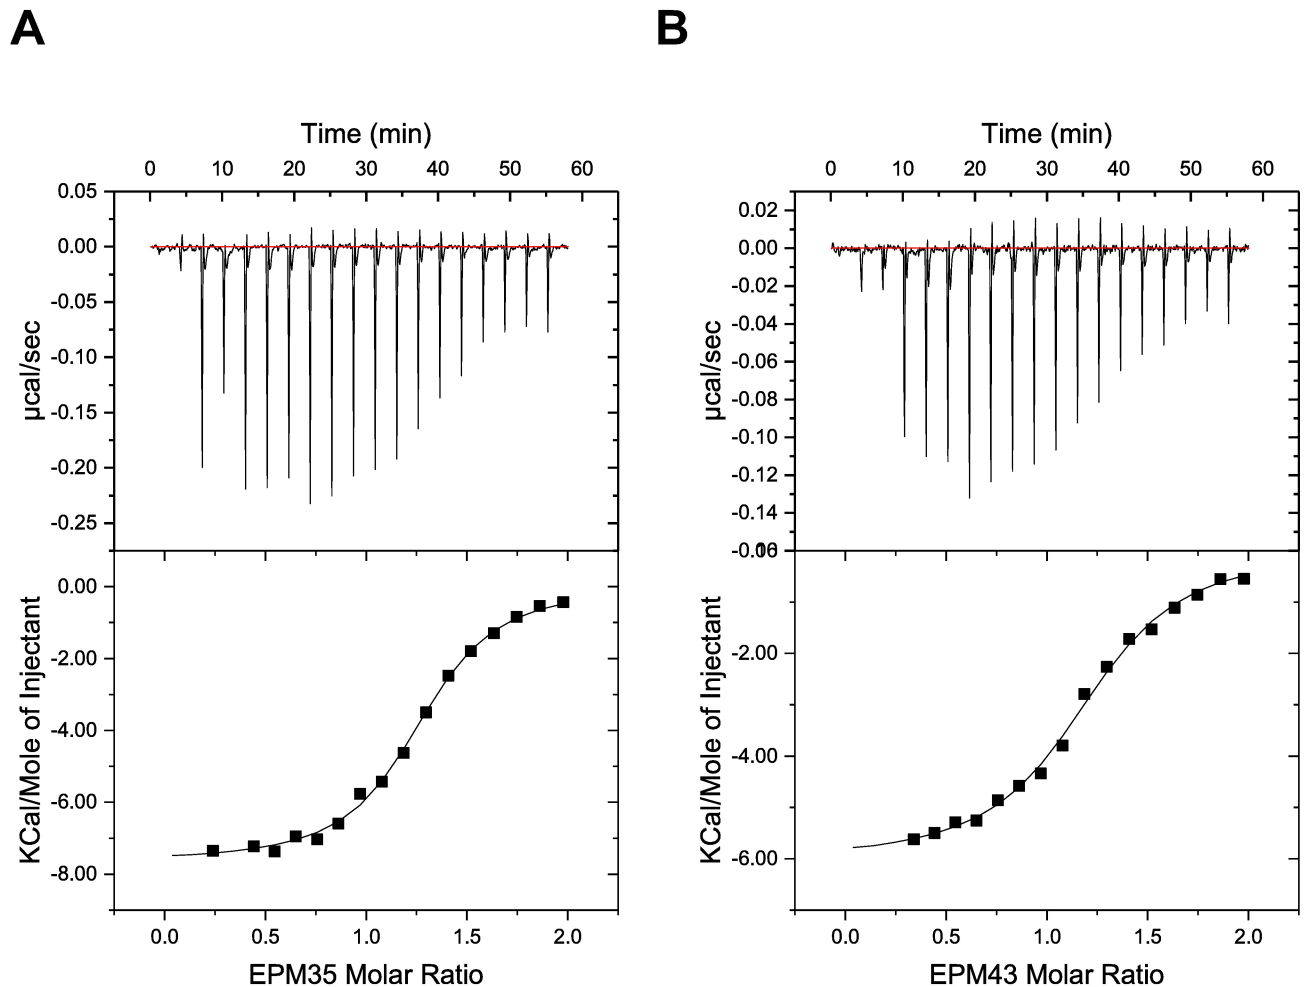 A
B
Time (min)
0 10 20 30 40 50 60
0.05
0.00
-0.05
-0.10
-0.15
-0.20
-0.25
µcal/sec
0.00
-2.00
-4.00
-6.00
-8.00
KCal/Mole of Injectant
0.0 0.5 1.0 1.5 2.0
EPM35 Molar Ratio
Time (min)
0 10 20 30 40 50 60
0.02
0.00
-0.02
-0.04
-0.06
-0.08
-0.10
-0.12
-0.14
µcal/sec
-2.00
-4.00
-6.00
KCal/Mole of Injectant
0.0 0.5 1.0 1.5 2.0
EPM43 Molar Ratio